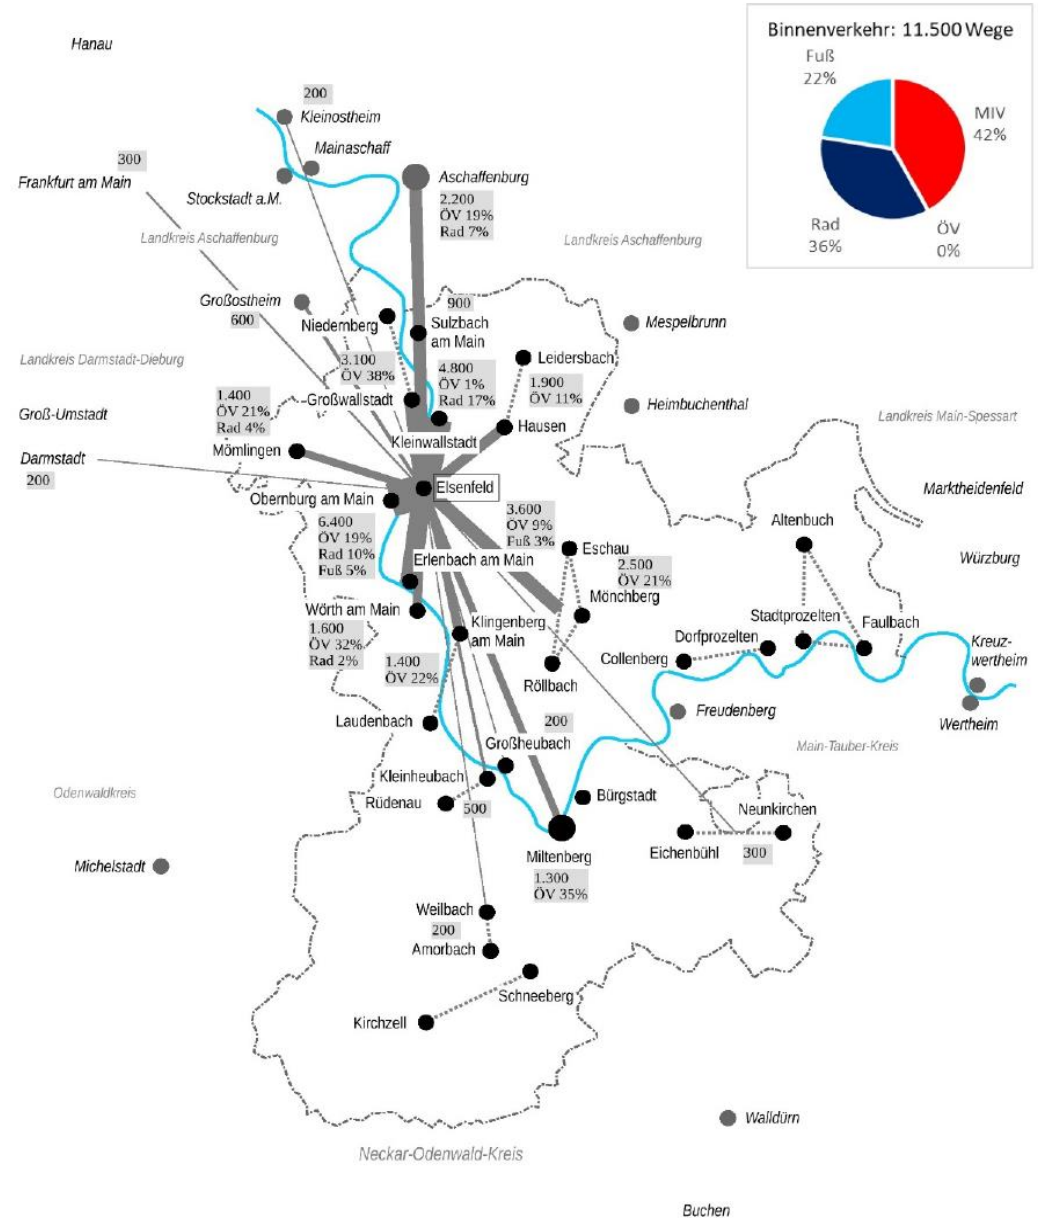 Hanau
Binnenverkehr: 11.500 Wege
Fuß
22%
MIV
42%
Rad
36%
ÖV
0%
200
Kleinostheim
Mainaschaff
300
Frankfurt am Main
Stockstadt a.M.
Aschaffenburg
2.200
ÖV 19%
Rad 7%
Landkreis Aschaffenburg
Landkreis Aschaffenburg
Großostheim
600
Niedernberg
900
Sulzbach
am Main
Mespelbrunn
Landkreis Darmstadt-Dieburg
3.100
ÖV 38%
4.800
ÖV 1%
Rad 17%
Leidersbach
1.900
ÖV 11%
1.400
ÖV 21%
Rad 4%
Großwallstadt
Heimbuchenthal
Landkreis Main-Spessart
Groß-Umstadt
Hausen
Kleinwallstadt
Mömlingen
Darmstadt
200
Elsenfeld
Marktheidenfeld
Obernburg am Main
3.600
ÖV 9%
Fuß 3%
6.400
ÖV 19%
Rad 10%
Fuß 5%
Altenbuch
Eschau
2.500
ÖV 21%
Würzburg
Erlenbach am Main
Mönchberg
Wörth am Main
1.600
ÖV 32%
Rad 2%
Klingenberg
am Main
Stadtprozelten
Faulbach
Dorfprozelten
Kreuz-
wertheim
1.400
ÖV 22%
Collenberg
Röllbach
Laudenbach
200
Freudenberg
Wertheim
Großheubach
Main-Tauber-Kreis
Kleinheubach
Odenwaldkreis
Rüdenau
500
Bürgstadt
Neunkirchen
Miltenberg
1.300
ÖV 35%
Eichenbühl
300
Michelstadt
Weilbach
200
Amorbach
Schneeberg
Kirchzell
Walldürn
Neckar-Odenwald-Kreis
Buchen